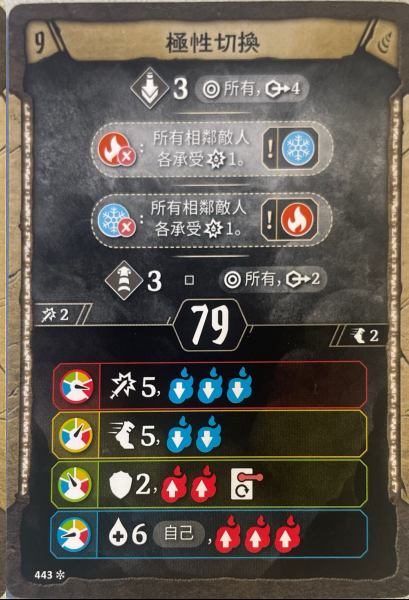 9 極性切換
3 所有, 4
: 所有相鄰敵人 !
各承受 1。
: 所有相鄰敵人 !
各承受 1。
3 所有, 2
2 79 2
5,
5,
2,
6 自己 ,
443